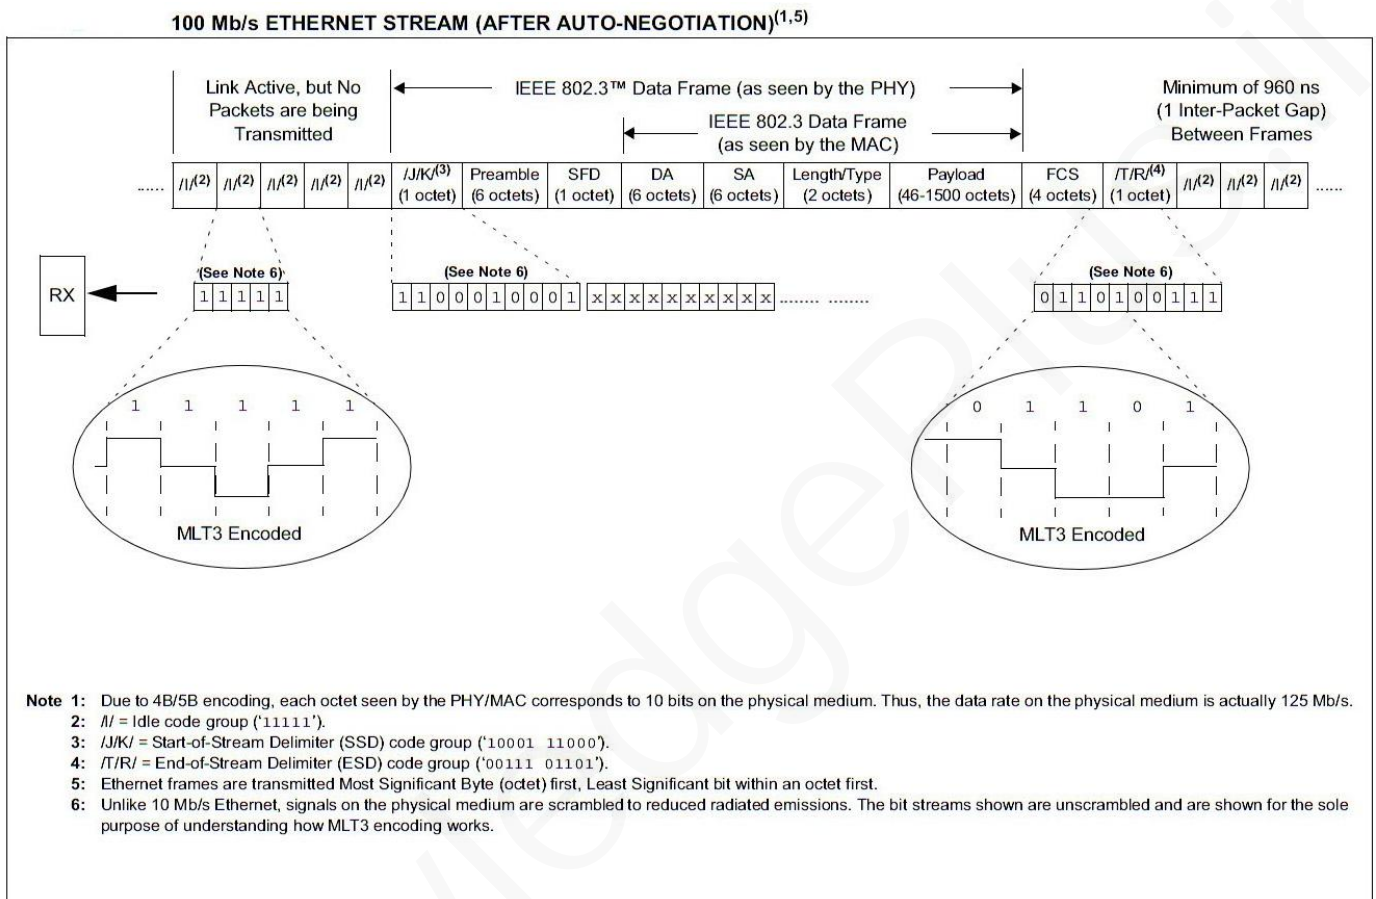 100 Mb/s ETHERNET STREAM (AFTER AUTO-NEGOTIATION)(1,5)
Link Active, but No
Packets are being
Transmitted
IEEE 802.3™ Data Frame (as seen by the PHY)
IEEE 802.3 Data Frame
(as seen by the MAC)
Minimum of 960 ns
(1 Inter-Packet Gap)
Between Frames
...... /I/(2) /I/(2) /I/(2) /I/(2) /I/(2) /J/K/(3) (1 octet) Preamble (6 octets) SFD (1 octet) DA (6 octets) SA (6 octets) Length/Type (2 octets) Payload (46-1500 octets) FCS (4 octets) /T/R/(4) (1 octet) /I/(2) /I/(2) /I/(2) ......
RX
(See Note 6)
1 1 1 1 1
(See Note 6)
1 1 0 0 0 1 0 0 0 1 x x x x x x x x x x ........ ........
(See Note 6)
0 1 1 0 1 0 0 1 1 1
1 1 1 1 1
MLT3 Encoded
0 1 1 0 1
MLT3 Encoded
Note 1: Due to 4B/5B encoding, each octet seen by the PHY/MAC corresponds to 10 bits on the physical medium. Thus, the data rate on the physical medium is actually 125 Mb/s.
2: /I/ = Idle code group ('11111').
3: /J/K/ = Start-of-Stream Delimiter (SSD) code group ('10001 11000').
4: /T/R/ = End-of-Stream Delimiter (ESD) code group ('00111 01101').
5: Ethernet frames are transmitted Most Significant Byte (octet) first, Least Significant bit within an octet first.
6: Unlike 10 Mb/s Ethernet, signals on the physical medium are scrambled to reduced radiated emissions. The bit streams shown are unscrambled and are shown for the sole
purpose of understanding how MLT3 encoding works.